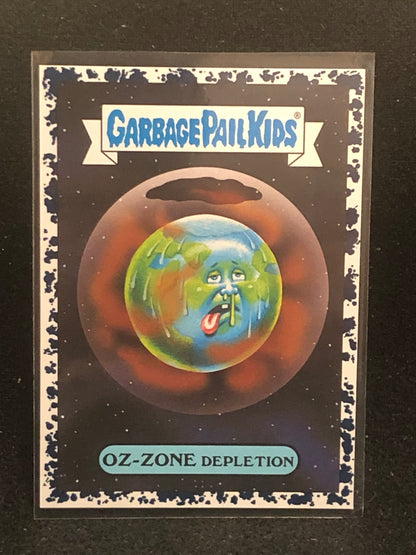 GARBAGE PAIL KIDS®
OZ-ZONE DEPLETION